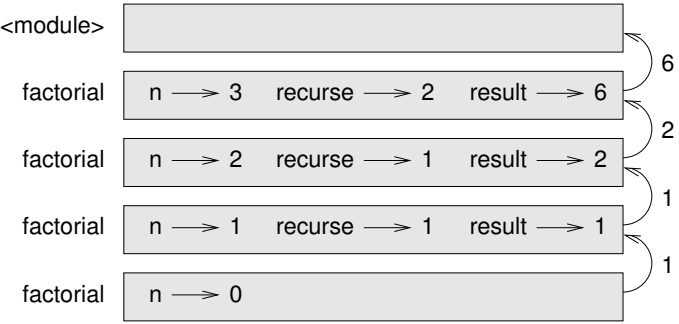 <module>
6
factorial n 3 recurse 2 result 6
2
factorial n 2 recurse 1 result 2
1
factorial n 1 recurse 1 result 1
1
factorial n 0